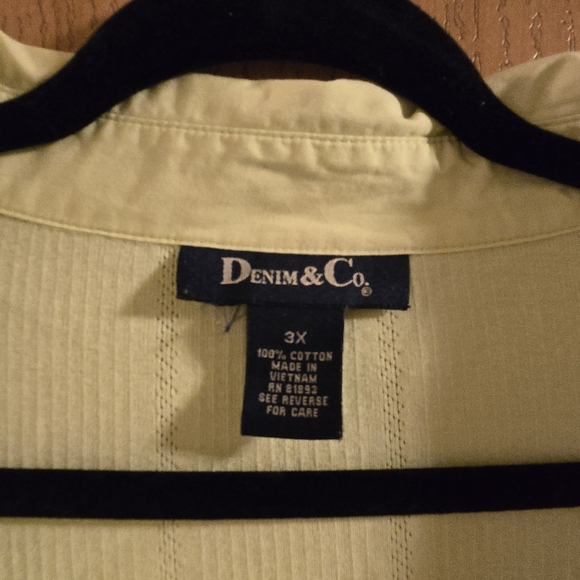 DENIM & CO.®
3X
100% COTTON
MADE IN
VIETNAM
RN 81893
SEE REVERSE
FOR CARE